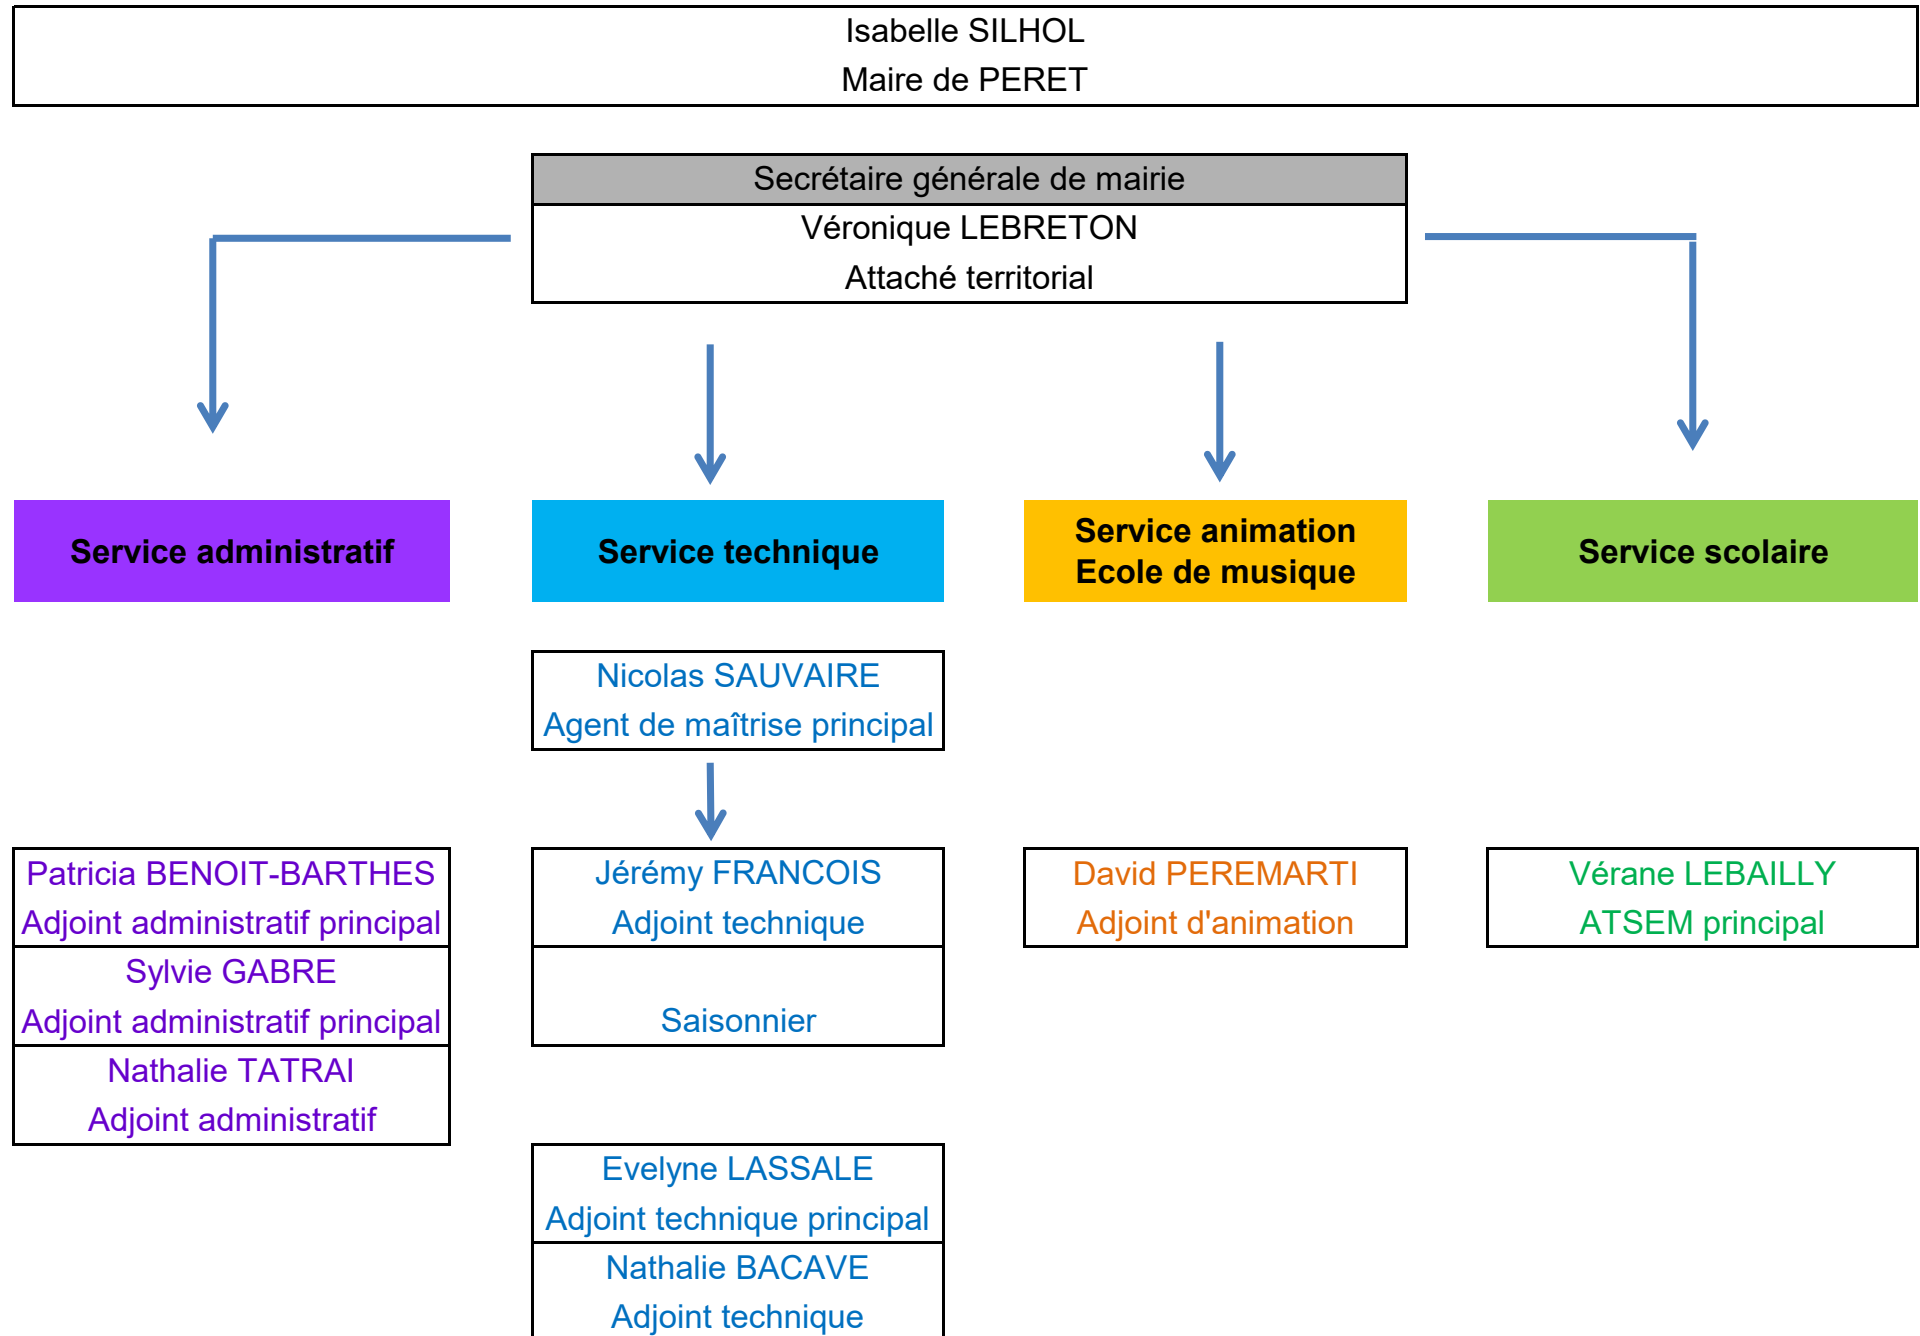 Isabelle SILHOL
Maire de PERET
Secrétaire générale de mairie
Véronique LEBRETON
Attaché territorial
Service administratif
Service technique
Service animation
Ecole de musique
Service scolaire
Nicolas SAUVAIRE
Agent de maîtrise principal
Patricia BENOIT-BARTHES
Adjoint administratif principal
Sylvie GABRE
Adjoint administratif principal
Nathalie TATRAI
Adjoint administratif
Jérémy FRANCOIS
Adjoint technique
Saisonnier
Evelyne LASSALE
Adjoint technique principal
Nathalie BACAVE
Adjoint technique
David PEREMARTI
Adjoint d'animation
Vérane LEBAILLY
ATSEM principal